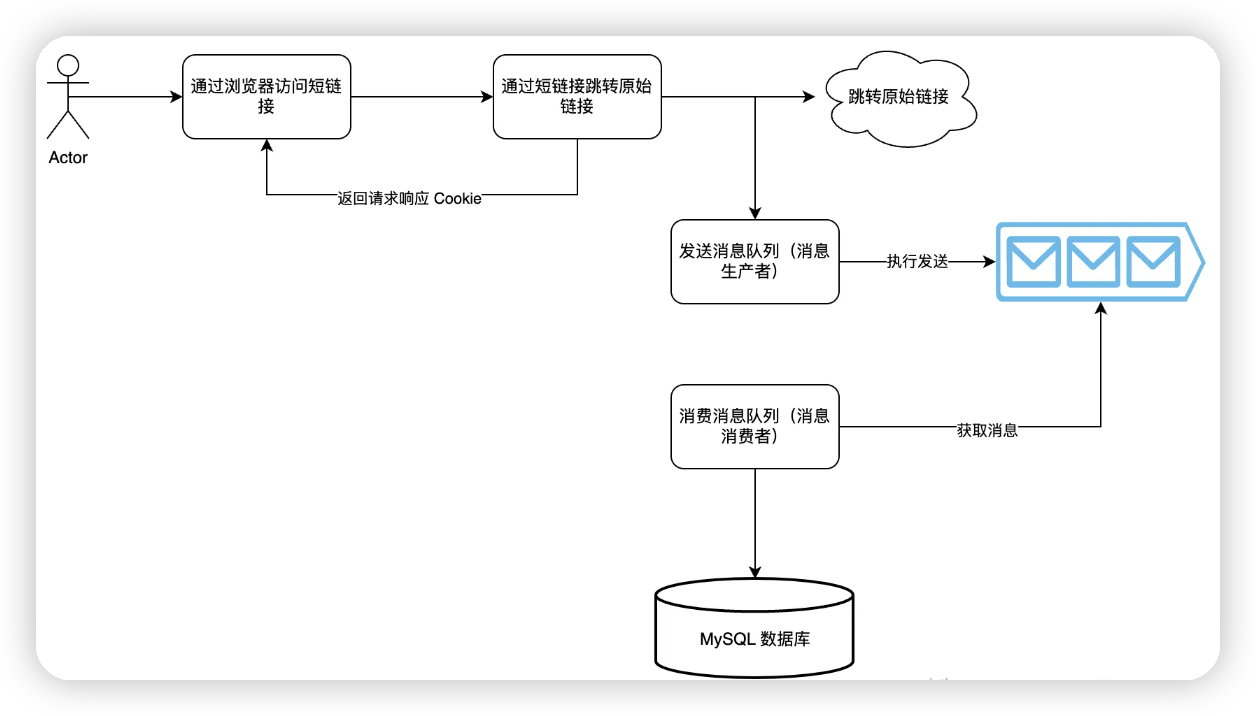 通过浏览器访问短链
接
通过短链接跳转原始
链接
跳转原始链接
Actor
返回请求响应 Cookie
发送消息队列（消息
生产者）
执行发送
消费消息队列（消息
消费者）
获取消息
MySQL 数据库